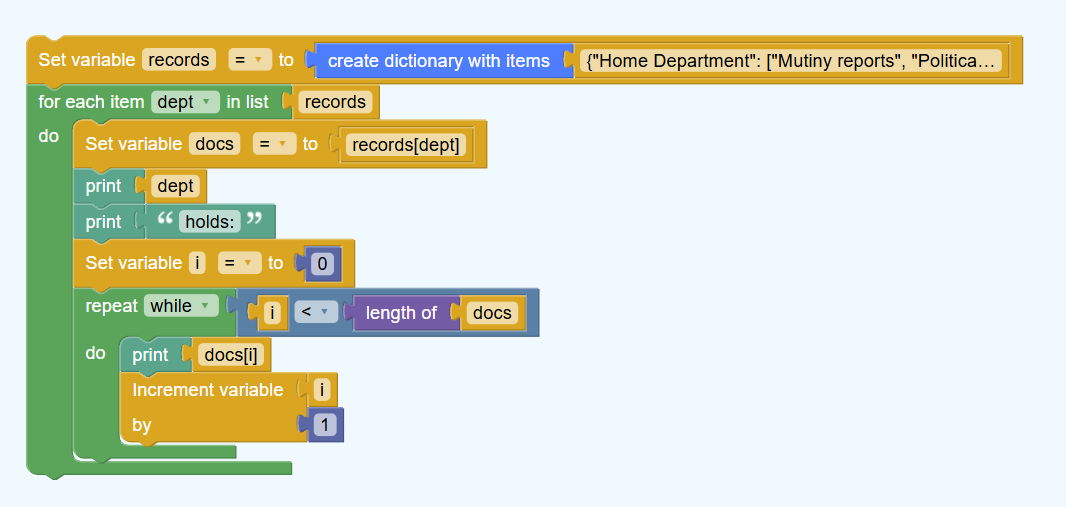 Set variable records = to create dictionary with items {"Home Department": ["Mutiny reports", "Politica…
for each item dept in list records
do
Set variable docs = to records[dept]
print dept
print “ holds: ”
Set variable i = to 0
repeat while i < length of docs
do
print docs[i]
Increment variable i
by 1